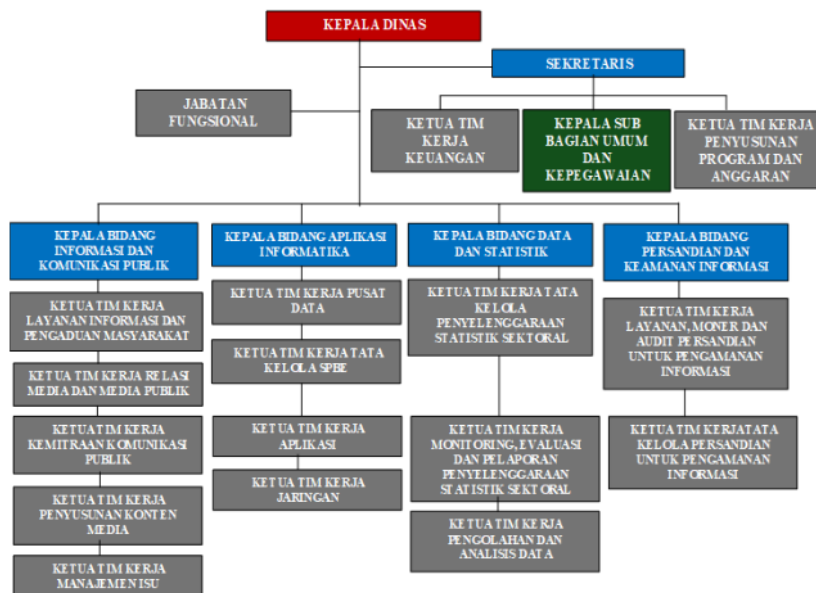 KEPALA DINAS
SEKRETARIS
JABATAN
FUNGSIONAL
KETUA TIM
KERJA
KEUANGAN
KEPALA SUB
BAGIAN UMUM
DAN
KEPEGAWAIAN
KETUA TIM KERJA
PENYUSUNAN
PROGRAM DAN
ANGGARAN
KEPALA BIDANG
INFORMASI DAN
KOMUNIKASI PUBLIK
KETUA TIM KERJA
LAYANAN INFORMASI DAN
PENGADUAN MASYARAKAT
KETUA TIM KERJA RELASI
MEDIA DAN MEDIA PUBLIK
KETUA TIM KERJA
KEMITRAAN KOMUNIKASI
PUBLIK
KETUA TIM KERJA
PENYUSUNAN KONTEN
MEDIA
KETUA TIM KERJA
MANAJEMEN ISU
KEPALA BIDANG APLIKASI
INFORMATIKA
KETUA TIM KERJA PUSAT
DATA
KETUA TIM KERJA TATA
KELOLA SPBE
KETUA TIM KERJA
APLIKASI
KETUA TIM KERJA
JARINGAN
KEPALA BIDANG DATA
DAN STATISTIK
KETUA TIM KERJA TATA
KELOLA
PENYELENGGARAAN
STATISTIK SEKTORAL
KETUA TIM KERJA
MONITORING, EVALUASI
DAN PELAPORAN
PENYELENGGARAAN
STATISTIK SEKTORAL
KETUA TIM KERJA
PENGOLAHAN DAN
ANALISIS DATA
KEPALA BIDANG
PERSANDIAN DAN
KEAMANAN INFORMASI
KETUA TIM KERJA
LAYANAN, MONER DAN
AUDIT PERSANDIAN
UNTUK PENGAMANAN
INFORMASI
KETUA TIM KERJA TATA
KELOLA PERSANDIAN
UNTUK PENGAMANAN
INFORMASI